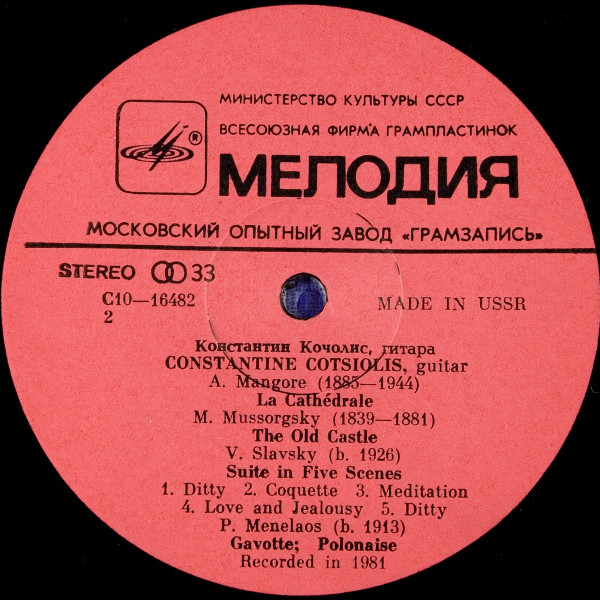 МИНИСТЕРСТВО КУЛЬТУРЫ СССР
ВСЕСОЮЗНАЯ ФИРМА ГРАМПЛАСТИНОК
®
МЕЛОДИЯ
МОСКОВСКИЙ ОПЫТНЫЙ ЗАВОД «ГРАМЗАПИСЬ»
STEREO 33
С10—16482
2
MADE IN USSR
Константин Кочолис, гитара
CONSTANTINE COTSIOLIS, guitar
A. Mangore (1885—1944)
La Cathédrale
M. Mussorgsky (1839—1881)
The Old Castle
V. Slavsky (b. 1926)
Suite in Five Scenes
1. Ditty 2. Coquette 3. Meditation
4. Love and Jealousy 5. Ditty
P. Menelaos (b. 1913)
Gavotte; Polonaise
Recorded in 1981